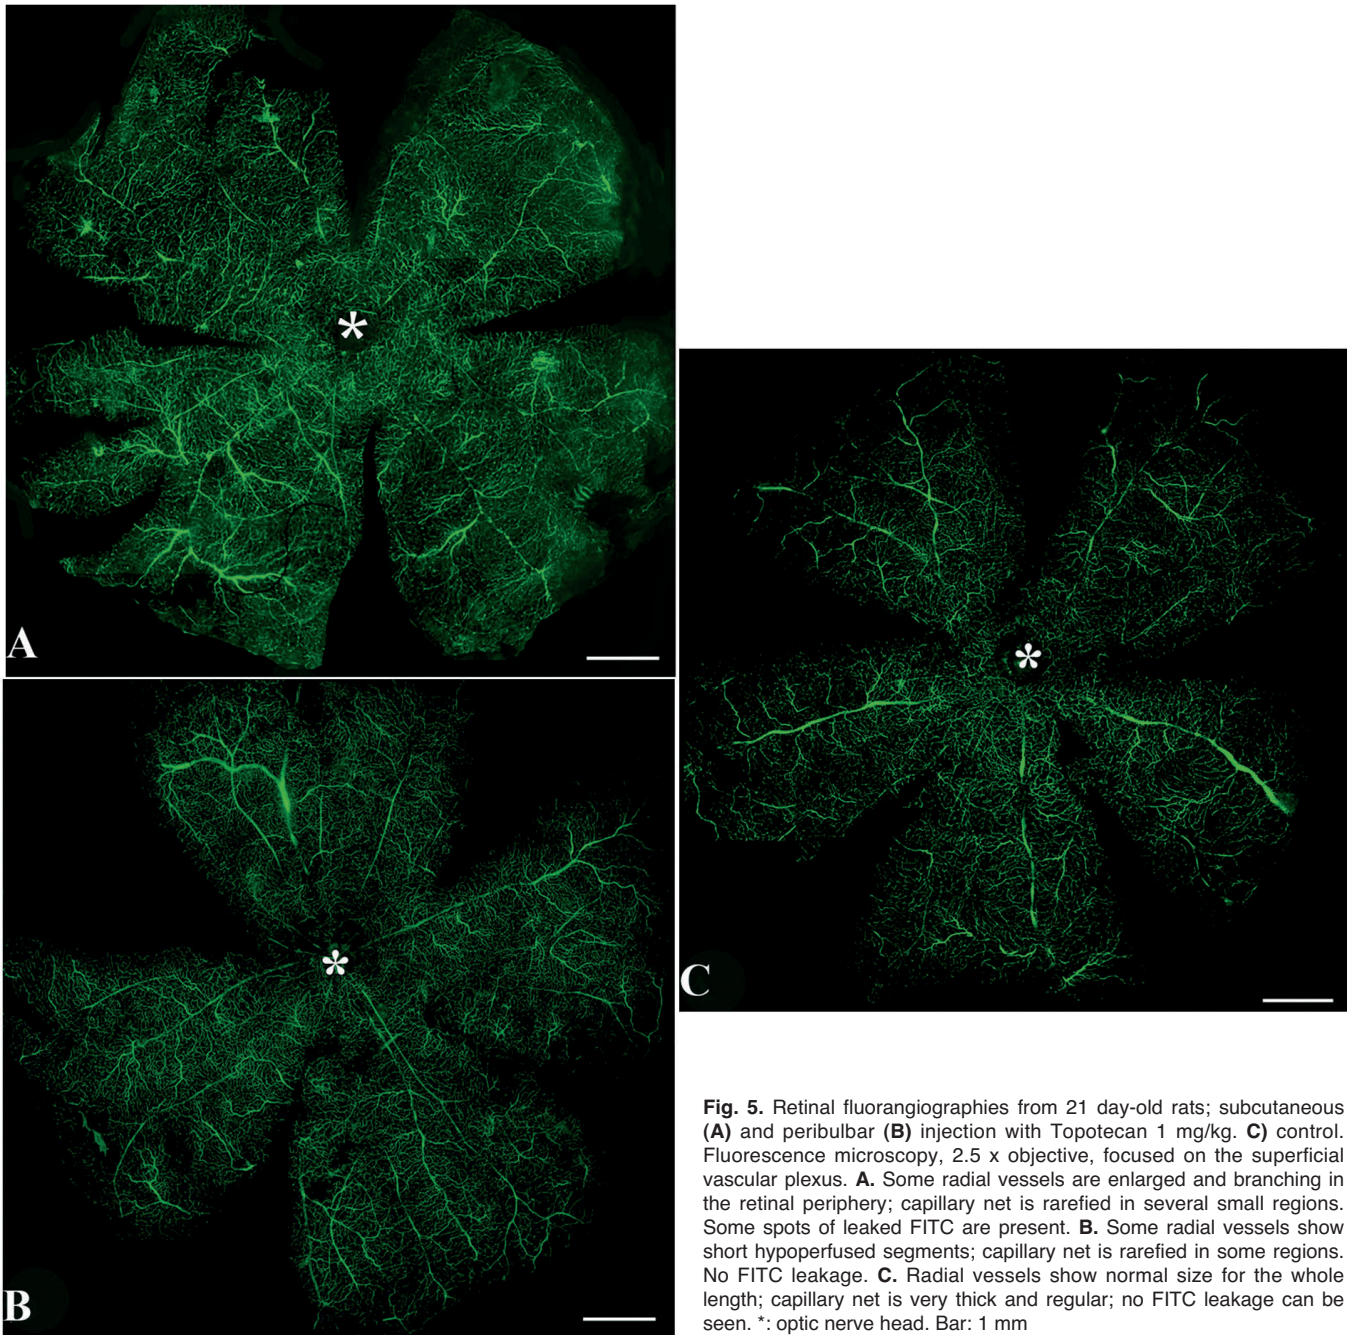 *
A
*
B
*
C
Fig. 5. Retinal fluorangiographies from 21 day-old rats; subcutaneous
(A) and peribulbar (B) injection with Topotecan 1 mg/kg. C) control.
Fluorescence microscopy, 2.5 x objective, focused on the superficial
vascular plexus. A. Some radial vessels are enlarged and branching in
the retinal periphery; capillary net is rarefied in several small regions.
Some spots of leaked FITC are present. B. Some radial vessels show
short hypoperfused segments; capillary net is rarefied in some regions.
No FITC leakage. C. Radial vessels show normal size for the whole
length; capillary net is very thick and regular; no FITC leakage can be
seen. *: optic nerve head. Bar: 1 mm